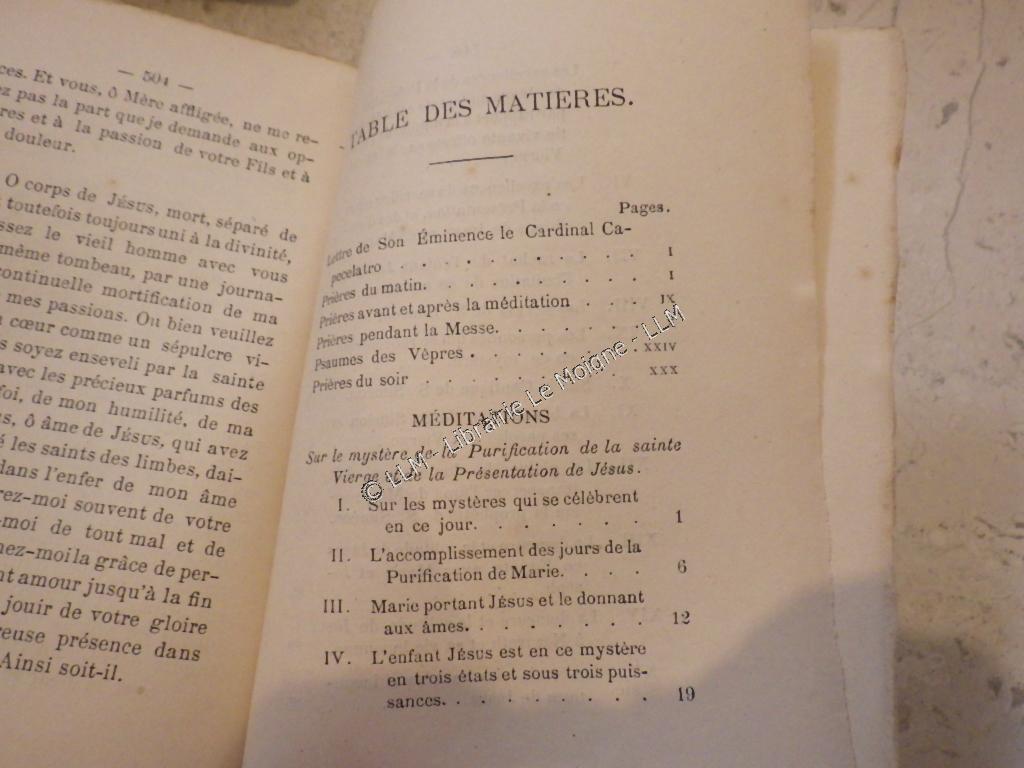 — 504 —
ces. Et vous, ô Mère affligée, ne me re-
ez pas la part que je demande aux op-
res et à la passion de votre Fils et à
douleur.
O corps de Jésus, mort, séparé de
toutefois toujours uni à la divinité,
ssez le vieil homme avec vous
même tombeau, par une journa-
continuelle mortification de ma
mes passions. Ou bien veuillez
cœur comme un sépulcre vi-
s soyez enseveli par la sainte
avec les précieux parfums des
foi, de mon humilité, de ma
us, ô âme de Jésus, qui avez
é les saints des limbes, dai-
dans l'enfer de mon âme
rez-moi souvent de votre
-moi de tout mal et de
nez-moi la grâce de per-
nt amour jusqu'à la fin
jouir de votre gloire
reuse présence dans
Ainsi soit-il.
TABLE DES MATIÈRES.
Pages.
Lettre de Son Éminence le Cardinal Ca-
pecelatro . . . . . . . . . I
Prières du matin. . . . . . . . . I
Prières avant et après la méditation . . . IX
Prières pendant la Messe. . . . . . .
Psaumes des Vêpres . . . . . . . XXIV
Prières du soir . . . . . . . XXX
MÉDITATIONS
Sur le mystère de la Purification de la sainte
Vierge et de la Présentation de Jésus.
I. Sur les mystères qui se célèbrent
en ce jour. . . . . . . 1
II. L'accomplissement des jours de la
Purification de Marie. . . . 6
III. Marie portant Jésus et le donnant
aux âmes. . . . . . . 12
IV. L'enfant Jésus est en ce mystère
en trois états et sous trois puis-
sances. . . . . . . . 19
© LLM - Librairie Le Moigne - LLM